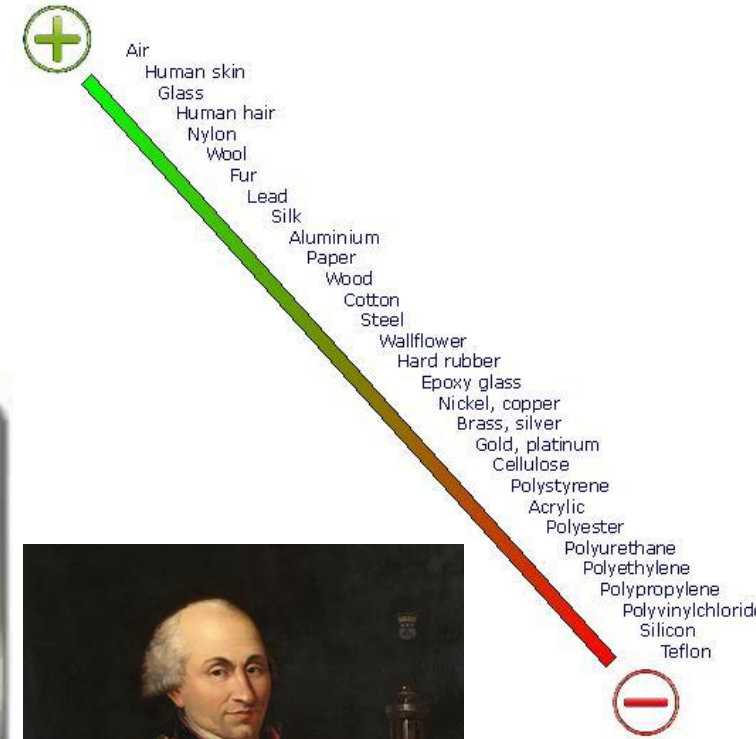 Air
Human skin
Glass
Human hair
Nylon
Wool
Fur
Lead
Silk
Aluminium
Paper
Wood
Cotton
Steel
Wallflower
Hard rubber
Epoxy glass
Nickel, copper
Brass, silver
Gold, platinum
Cellulose
Polystyrene
Acrylic
Polyester
Polyurethane
Polyethylene
Polypropylene
Polyvinylchloride
Silicon
Teflon